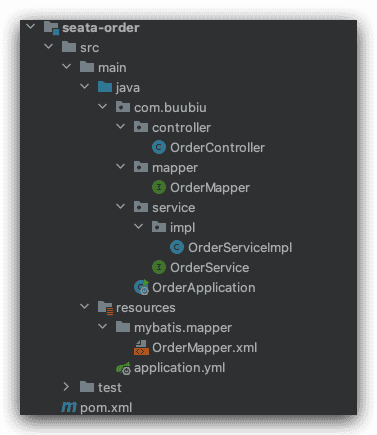 seata-order
src
main
java
com.buubiu
controller
OrderController
mapper
OrderMapper
service
impl
OrderServiceImpl
OrderService
OrderApplication
resources
mybatis.mapper
OrderMapper.xml
application.yml
test
pom.xml